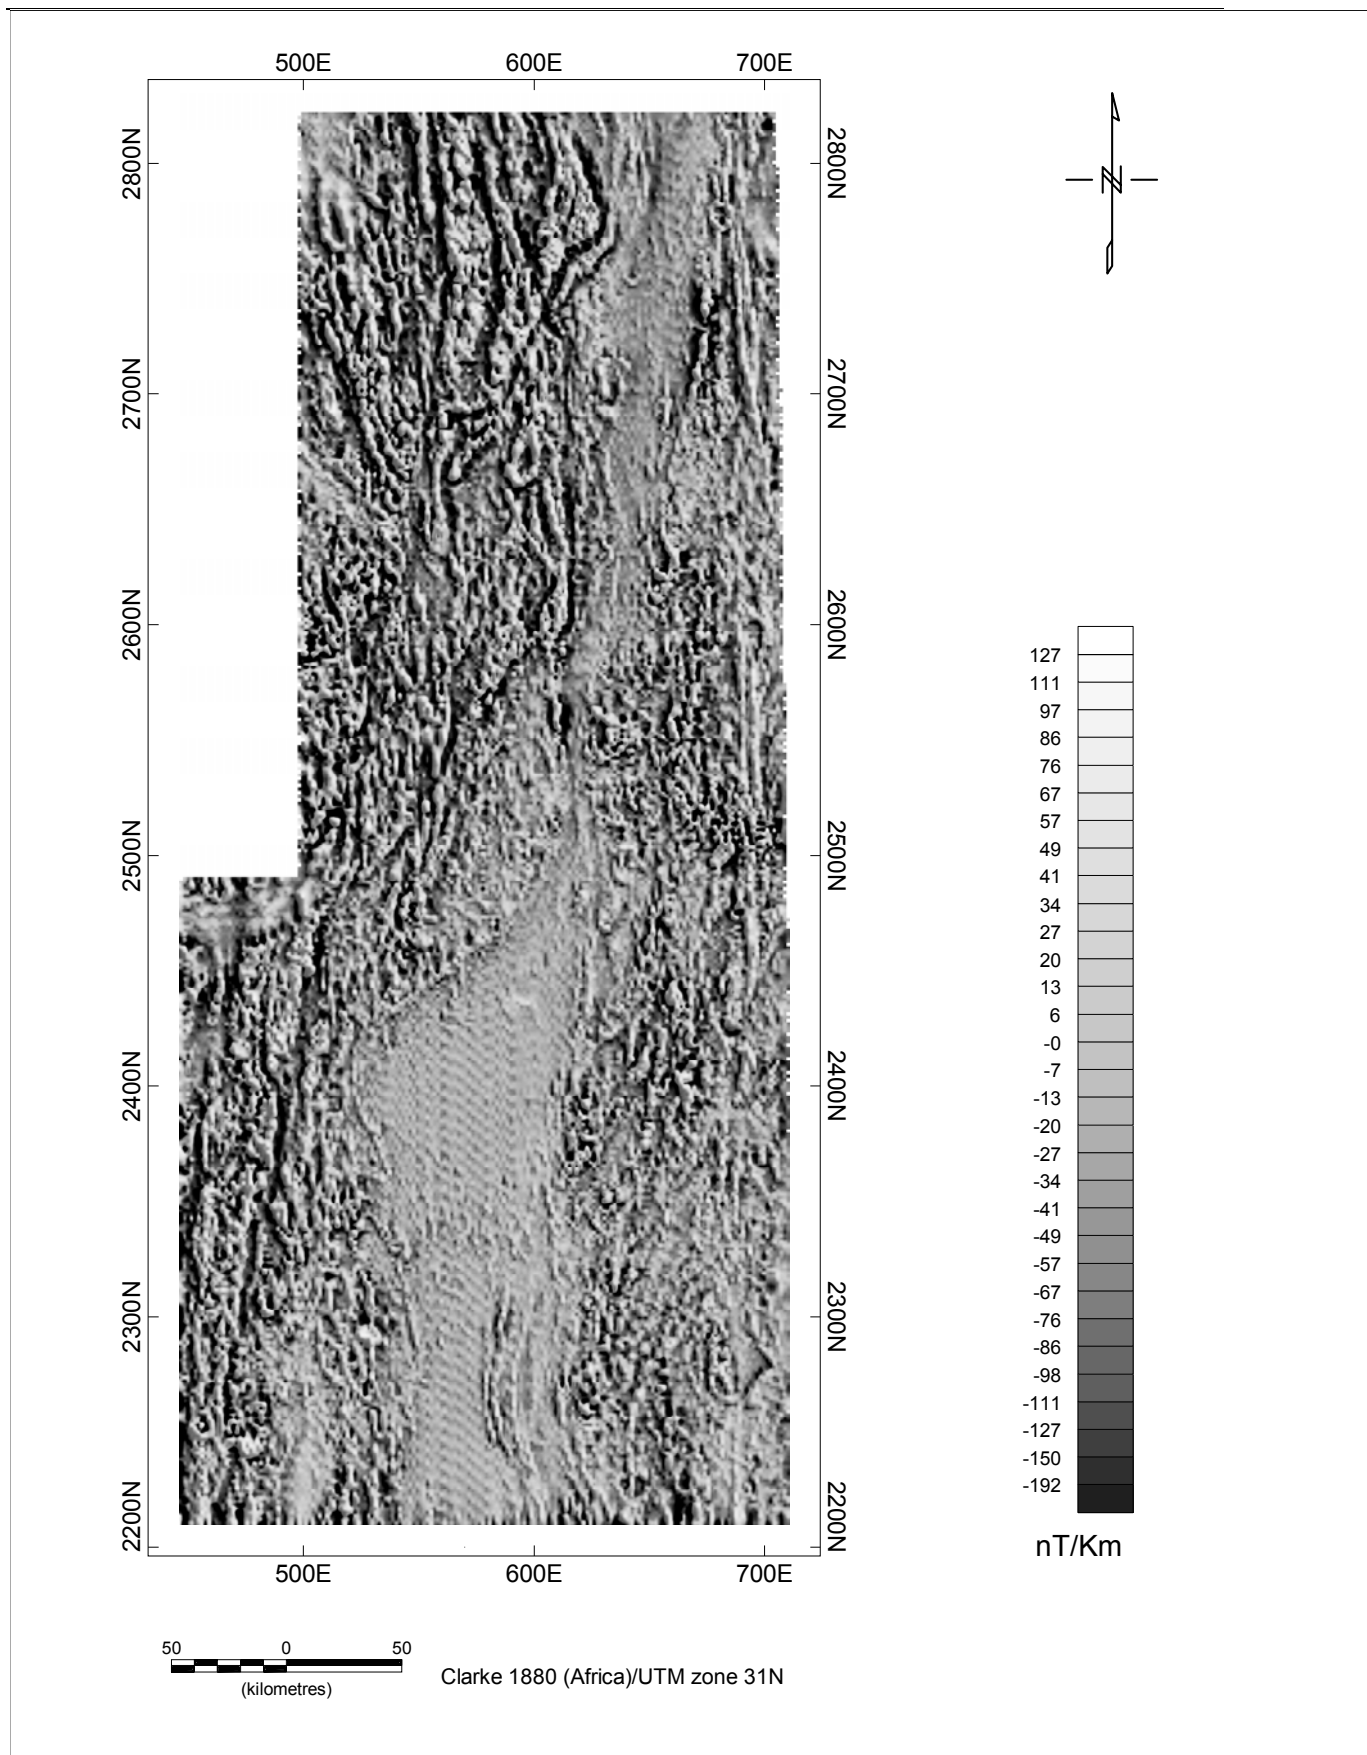 500E 600E 700E
N
2800N 2800N
2700N 2700N
2600N 2600N
2500N 2500N
2400N 2400N
2300N 2300N
2200N 2200N
500E 600E 700E
127
111
97
86
76
67
57
49
41
34
27
20
13
6
-0
-7
-13
-20
-27
-34
-41
-49
-57
-67
-76
-86
-98
-111
-127
-150
-192
nT/Km
50 0 50
(kilometres)
Clarke 1880 (Africa)/UTM zone 31N